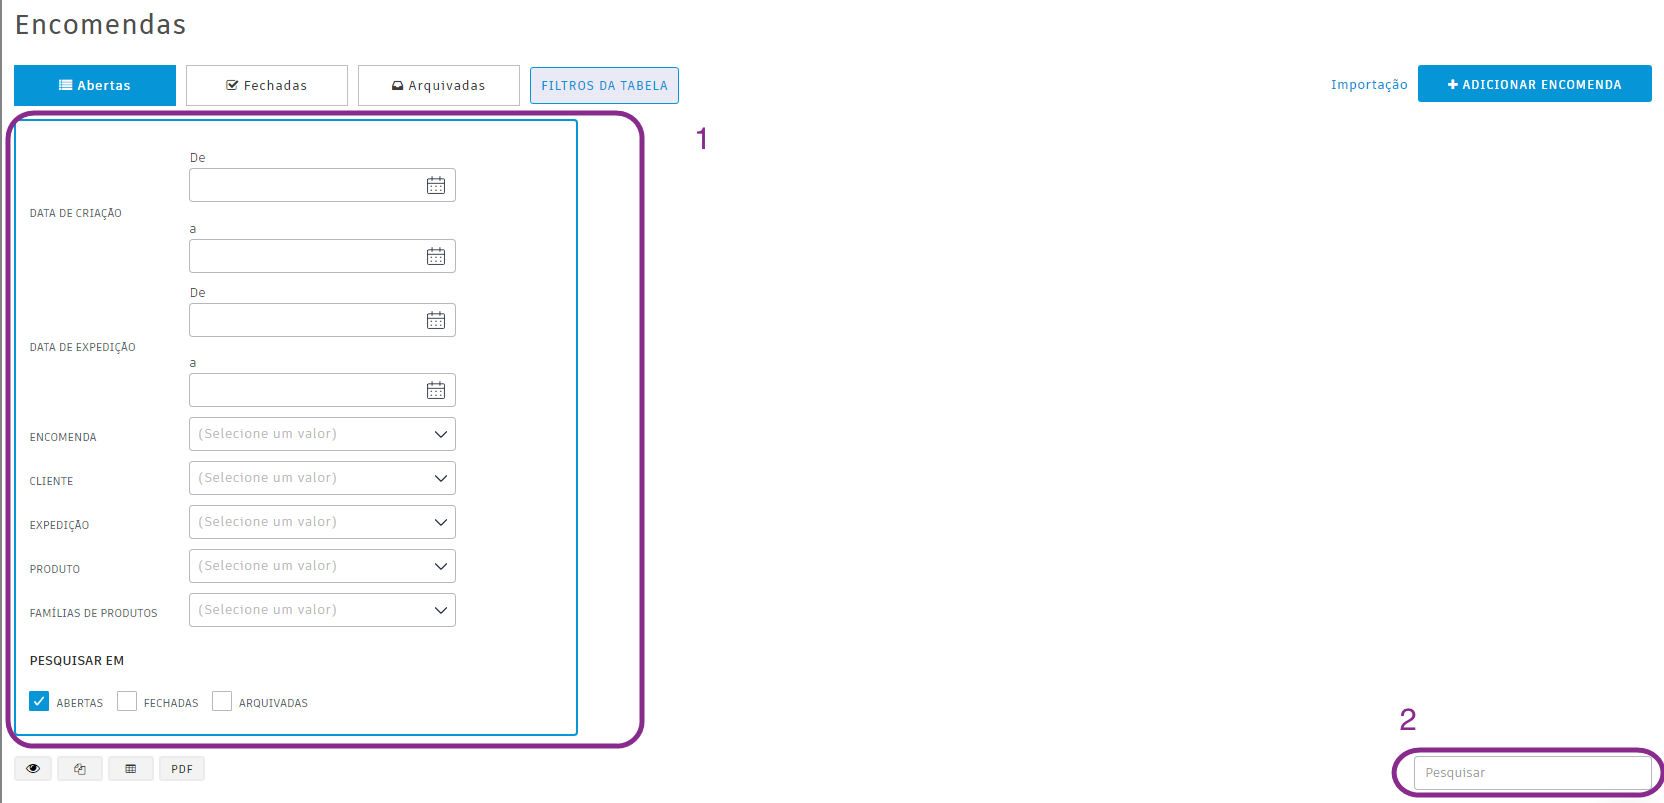 Encomendas
Abertas
Fechadas
Arquivadas
FILTROS DA TABELA
Importação
ADICIONAR ENCOMENDA
1
De
DATA DE CRIAÇÃO
a
De
DATA DE EXPEDIÇÃO
a
ENCOMENDA
(Selecione um valor)
CLIENTE
(Selecione um valor)
EXPEDIÇÃO
(Selecione um valor)
PRODUTO
(Selecione um valor)
FAMÍLIAS DE PRODUTOS
(Selecione um valor)
PESQUISAR EM
ABERTAS
FECHADAS
ARQUIVADAS
2
PDF
Pesquisar